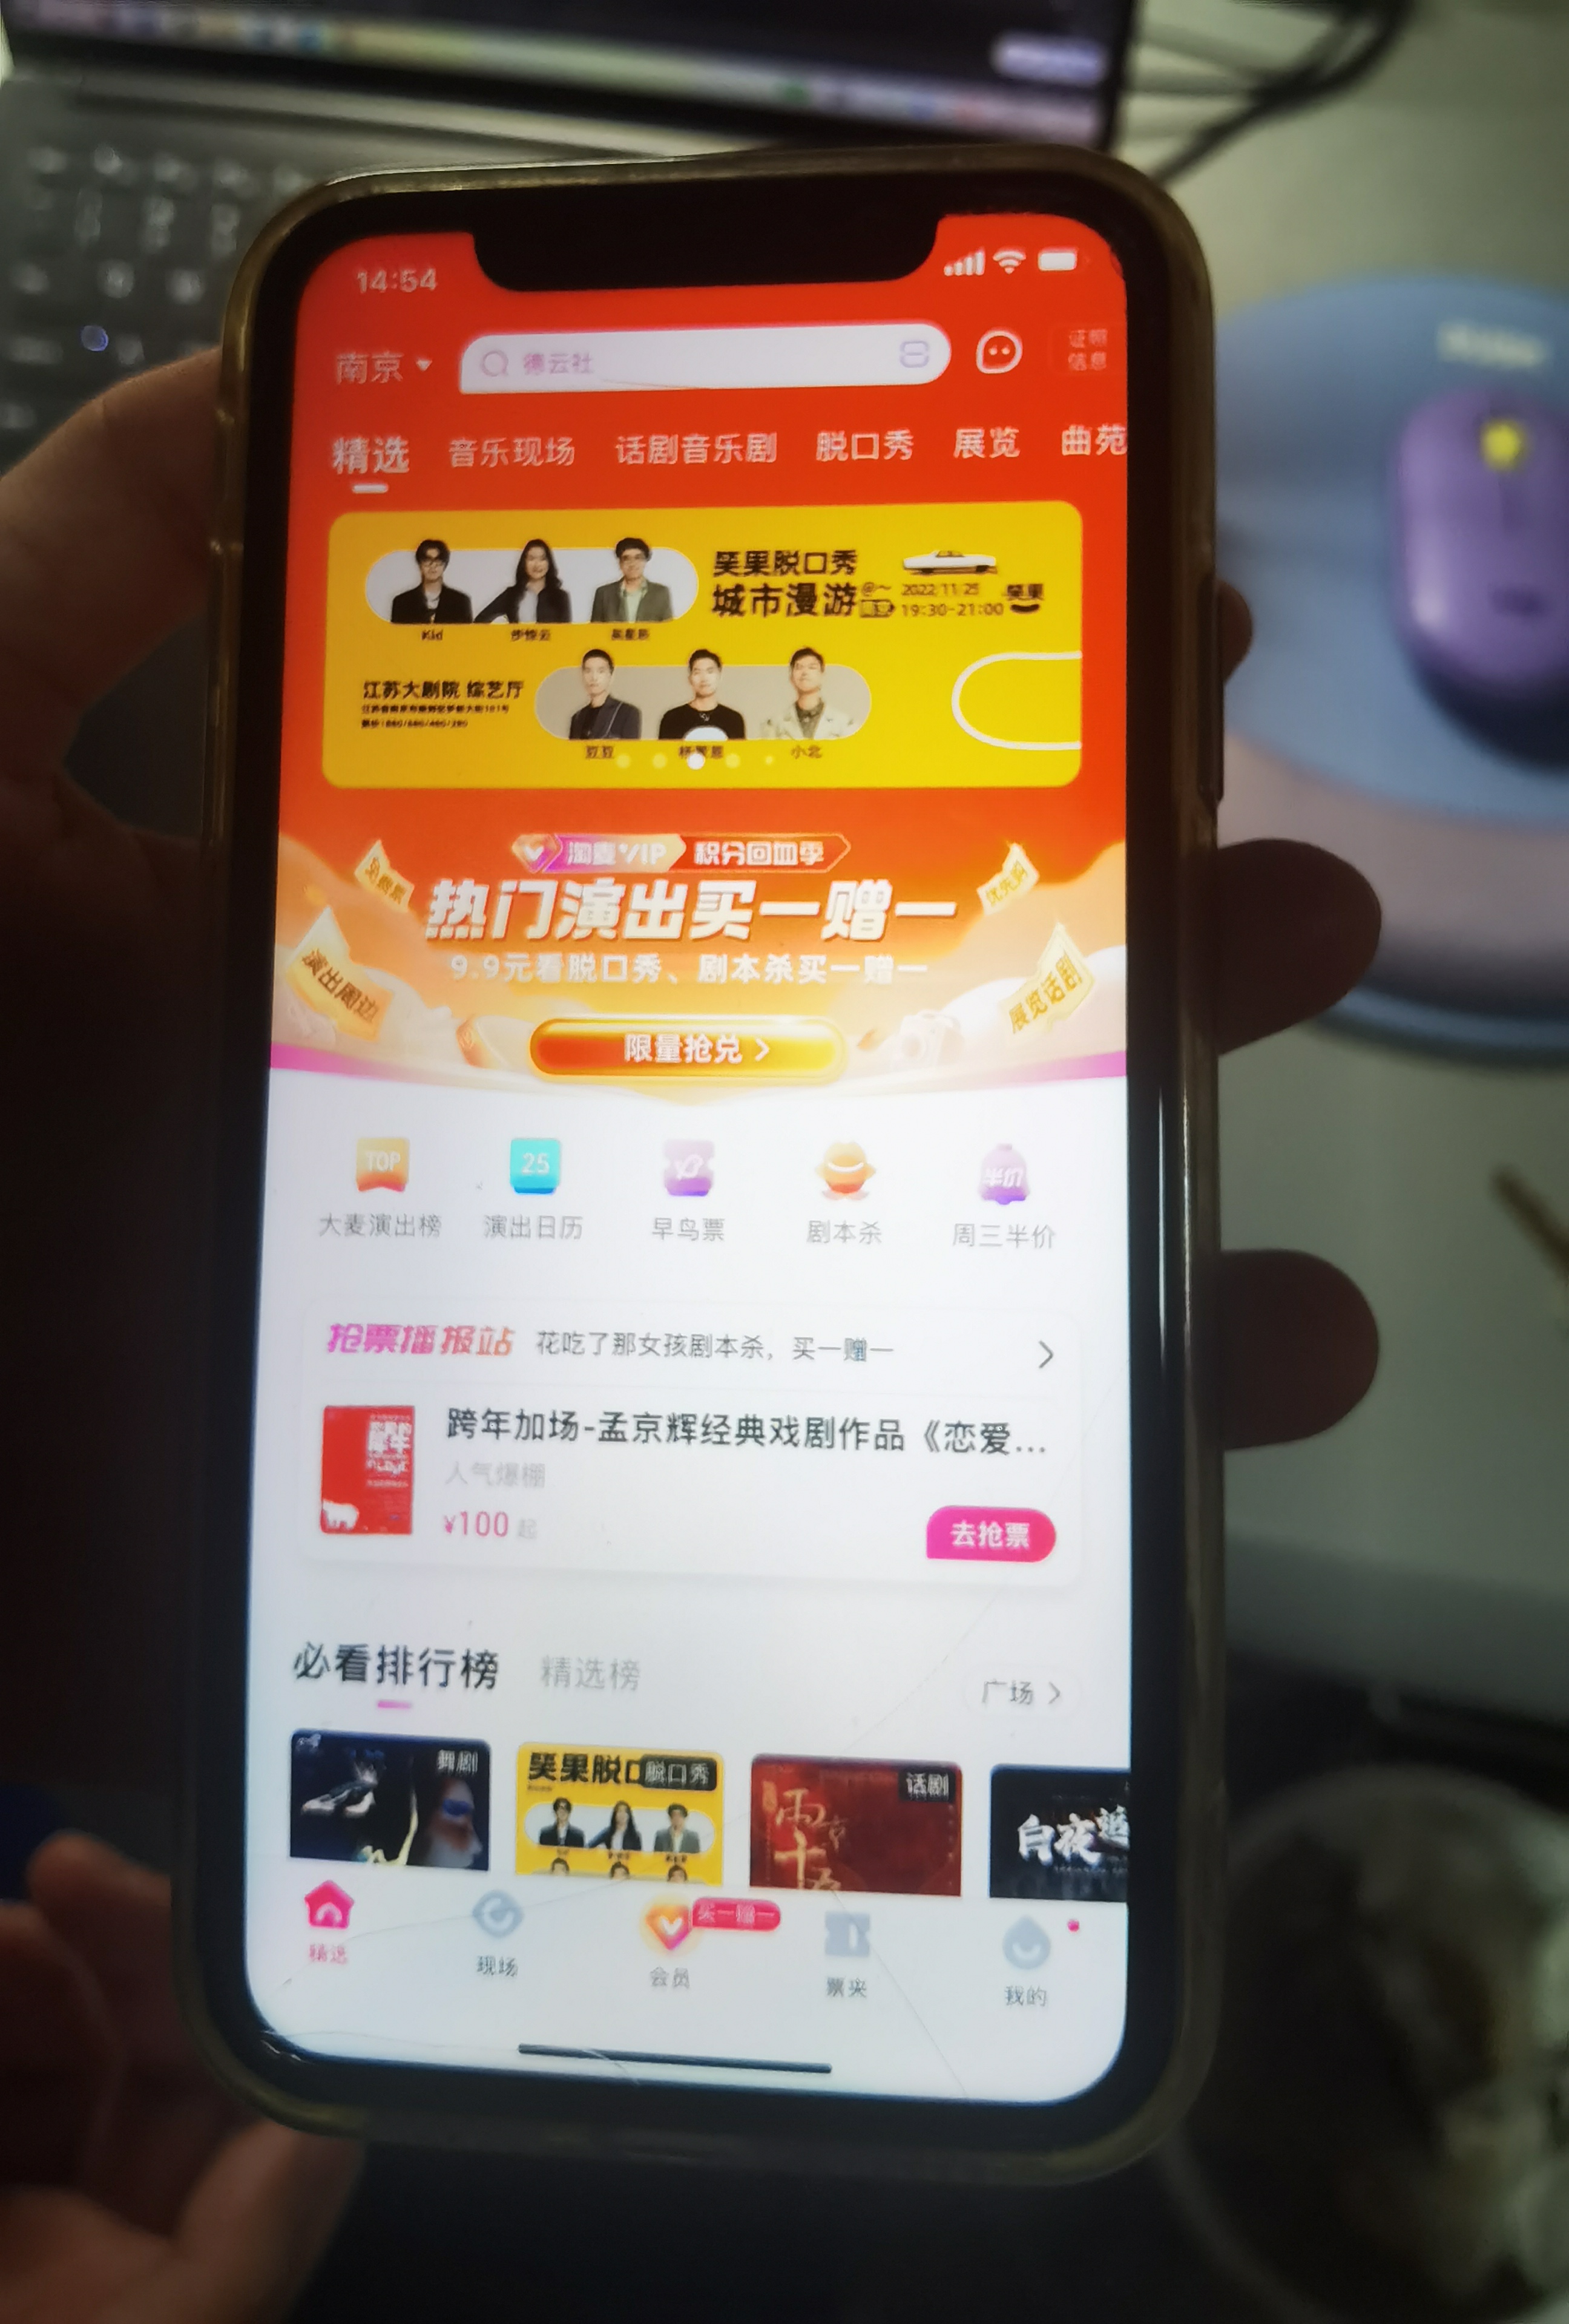 14:54
南京
德云社
证照
信息
精选 音乐现场 话剧音乐剧 脱口秀 展览 曲苑
笑果脱口秀
城市漫游
2022/11/25
19:30-21:00
笑果
Kid
江苏大剧院 综艺厅
豆豆
小北
淘麦VIP 积分回血季
免费票
优先购
热门演出买一赠一
9.9元看脱口秀、剧本杀买一赠一
演出周边
展览话剧
限量抢兑 >
TOP
25
半价
大麦演出榜 演出日历 早鸟票 剧本杀 周三半价
抢票播报站 花吃了那女孩剧本杀，买一赠一
跨年加场-孟京辉经典戏剧作品《恋爱...
人气爆棚
¥100 起
去抢票
必看排行榜 精选榜
广场 >
舞剧
笑果脱口
脱口秀
话剧
白夜追
买一赠一
精选 现场 会员 票夹 我的